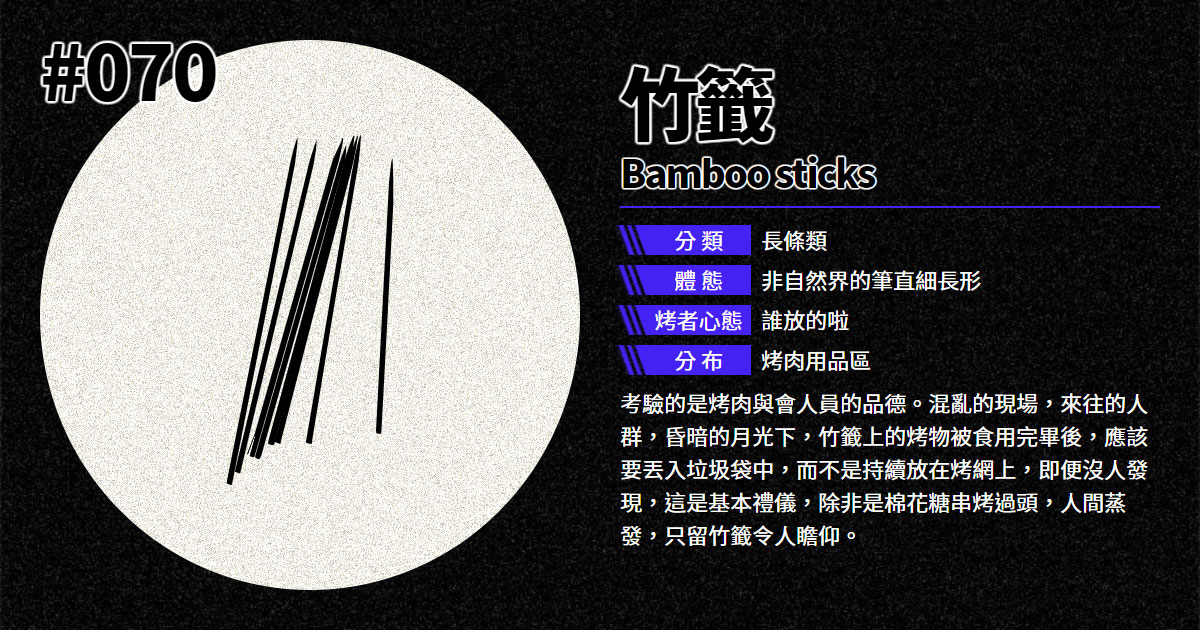 #070
竹籤
Bamboo sticks
分類 長條類
體態 非自然界的筆直細長形
烤者心態 誰放的啦
分布 烤肉用品區
考驗的是烤肉與會人員的品德。混亂的現場，來往的人
群，昏暗的月光下，竹籤上的烤物被食用完畢後，應該
要丟入垃圾袋中，而不是持續放在烤網上，即便沒人發
現，這是基本禮儀，除非是棉花糖串烤過頭，人間蒸
發，只留竹籤令人瞻仰。